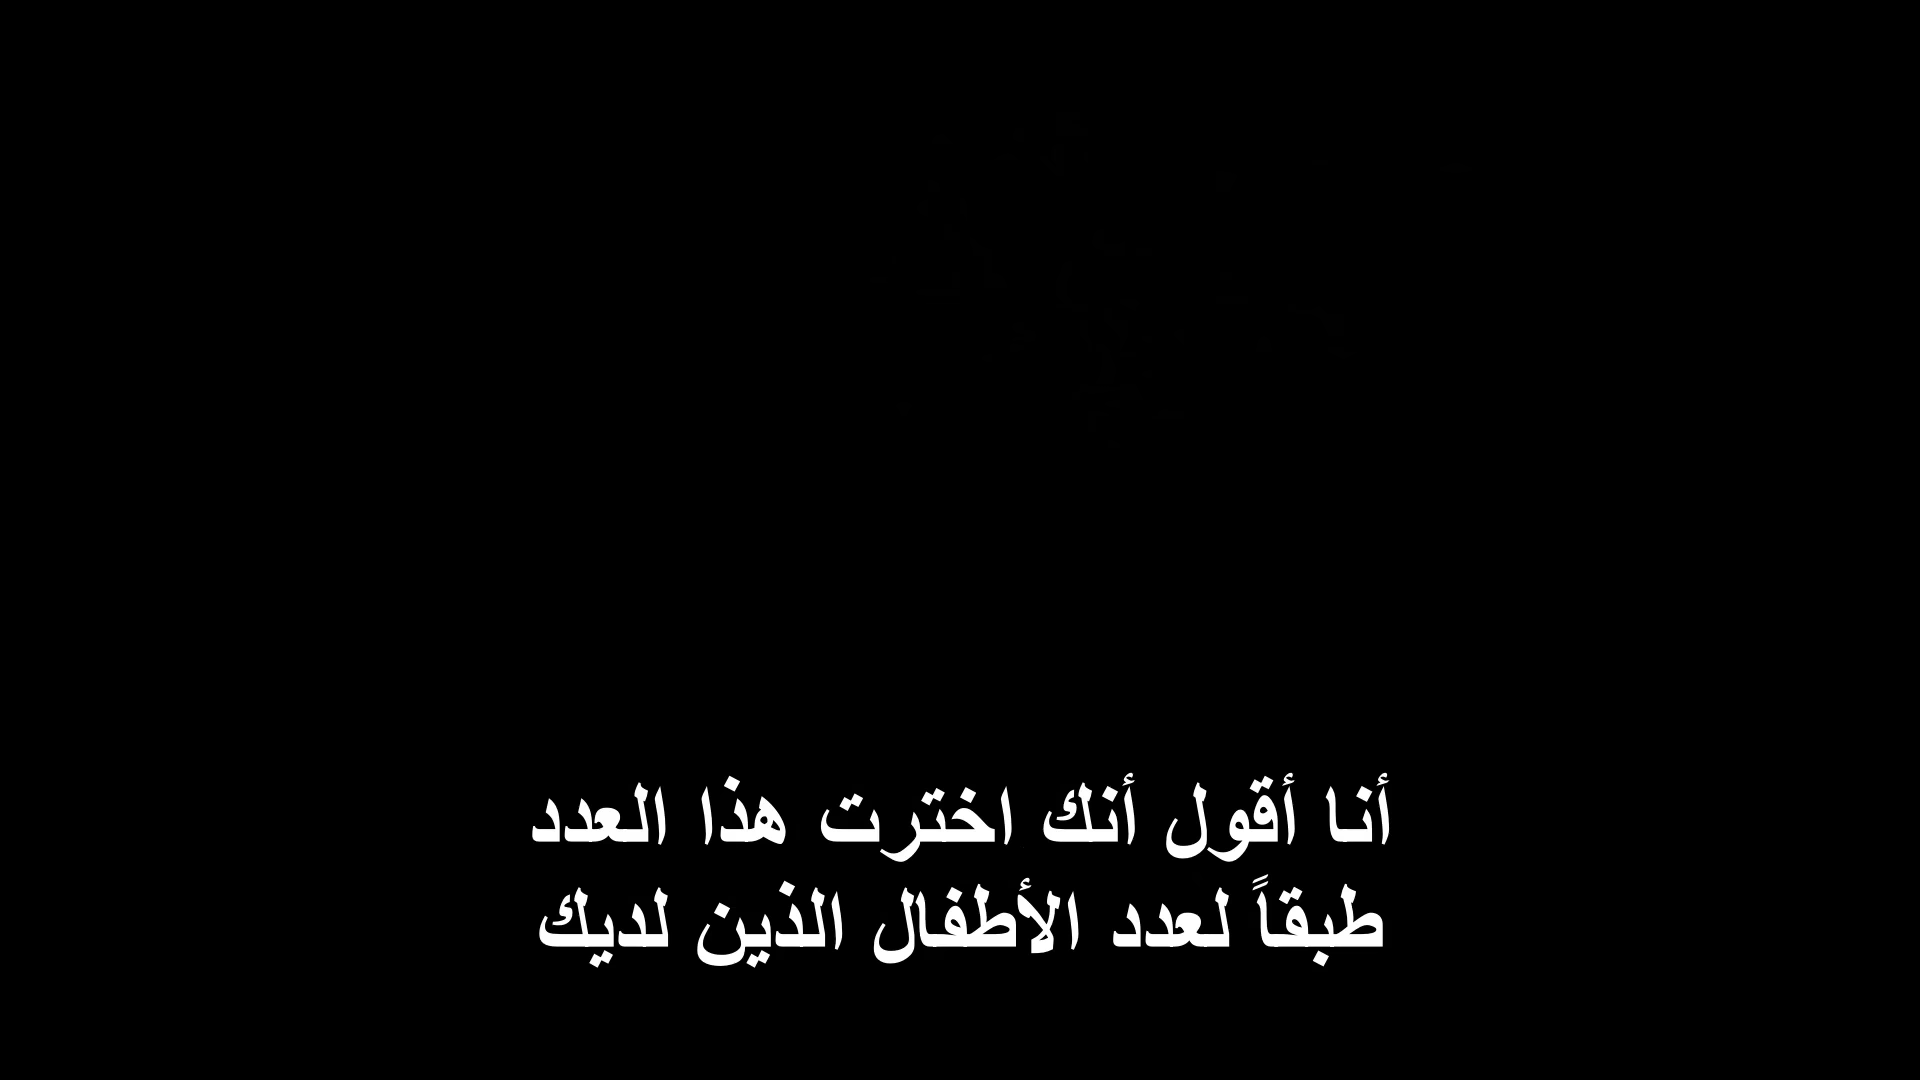 أنا أقول أنك اخترت هذا العدد
طبقاً لعدد الأطفال الذين لديك